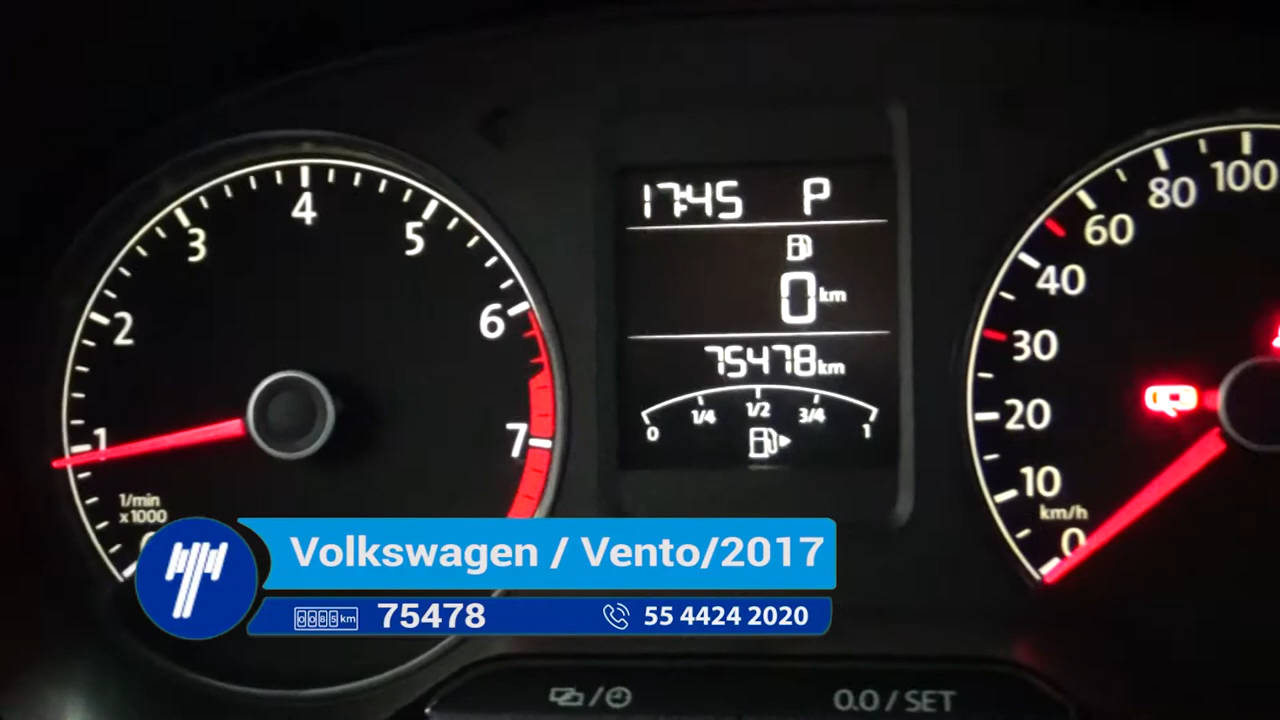 1
2
3
4
5
6
7
1/min
x1000
17:45 P
0 km
75478 km
0 1/4 1/2 3/4 1
0
10
20
30
40
60
80
100
km/h
Volkswagen / Vento/2017
0085 km 75478 55 4424 2020
0.0 / SET